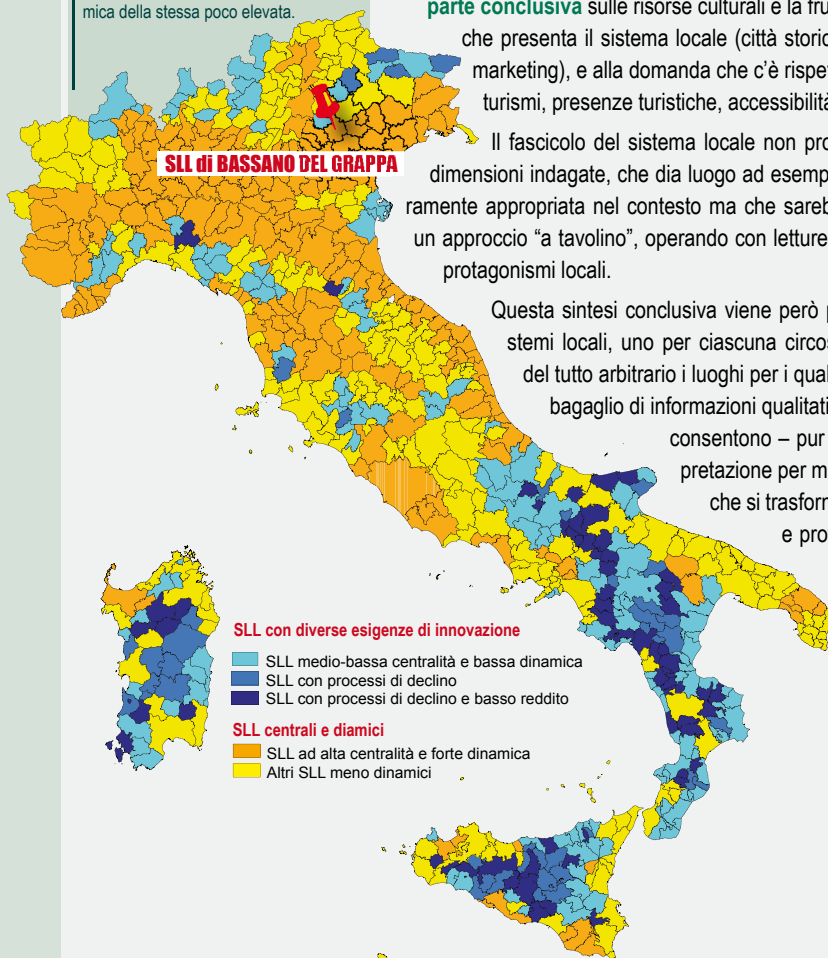 mica della stessa poco elevata.
parte conclusiva sulle risorse culturali e la fru
che presenta il sistema locale (città storic
marketing), e alla domanda che c'è rispe
turismi, presenze turistiche, accessibilità
Il fascicolo del sistema locale non pro
dimensioni indagate, che dia luogo ad esemp
ramente appropriata nel contesto ma che sareb
un approccio “a tavolino”, operando con letture
protagonismi locali.
Questa sintesi conclusiva viene però p
stemi locali, uno per ciascuna circos
del tutto arbitrario i luoghi per i qual
bagaglio di informazioni qualitati
consentono – pur
pretazione per m
che si trasforn
e pro
SLL di BASSANO DEL GRAPPA
SLL con diverse esigenze di innovazione
SLL medio-bassa centralità e bassa dinamica
SLL con processi di declino
SLL con processi di declino e basso reddito
SLL centrali e diamici
SLL ad alta centralità e forte dinamica
Altri SLL meno dinamici